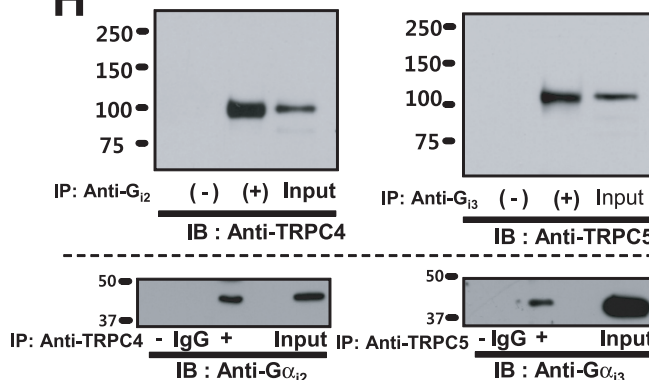 H
250
150
100
75
IP: Anti-Gi2 (-) (+) Input
IB : Anti-TRPC4
250
150
100
75
IP: Anti-Gi3 (-) (+) Input
IB : Anti-TRPC5
50
37
IP: Anti-TRPC4 - IgG + Input
IB : Anti-Gαi2
50
37
IP: Anti-TRPC5 - IgG + Input
IB : Anti-Gαi3